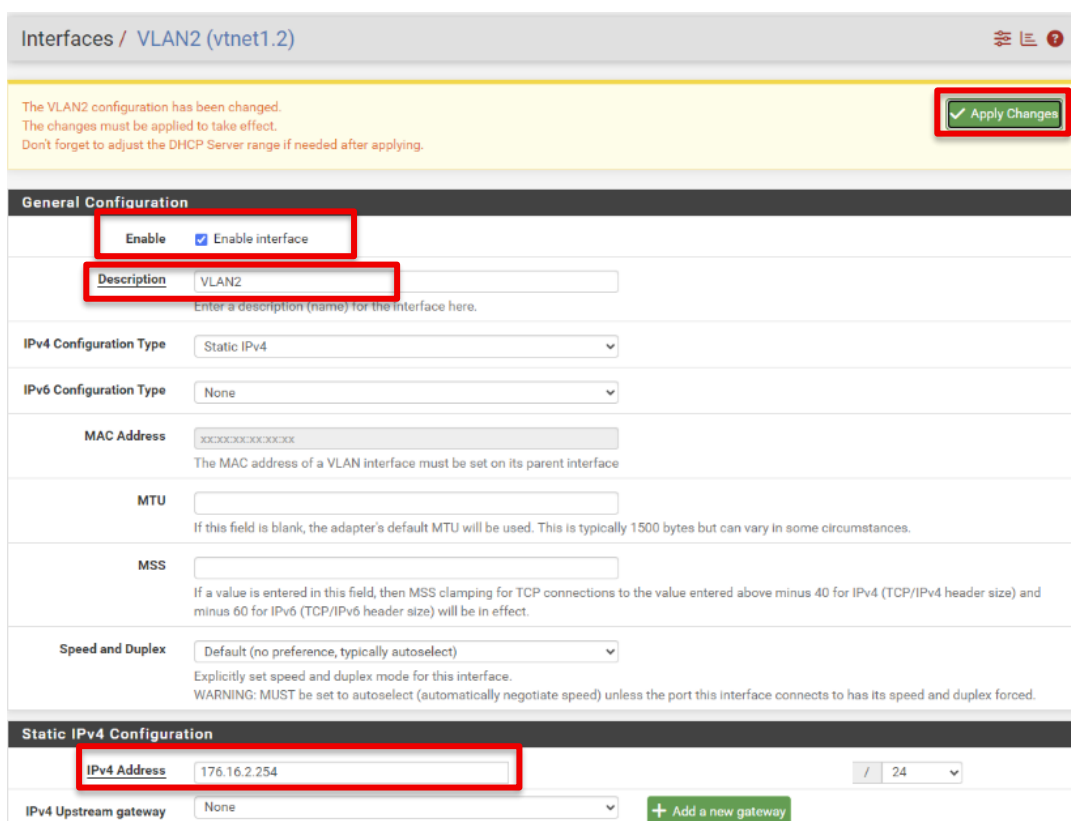 Interfaces / VLAN2 (vtnet1.2)
The VLAN2 configuration has been changed.
The changes must be applied to take effect.
Don't forget to adjust the DHCP Server range if needed after applying.
Apply Changes
General Configuration
Enable Enable interface
Description VLAN2
Enter a description (name) for the interface here.
IPv4 Configuration Type Static IPv4
IPv6 Configuration Type None
MAC Address xx:xx:xx:xx:xx:xx
The MAC address of a VLAN interface must be set on its parent interface
MTU
If this field is blank, the adapter's default MTU will be used. This is typically 1500 bytes but can vary in some circumstances.
MSS
If a value is entered in this field, then MSS clamping for TCP connections to the value entered above minus 40 for IPv4 (TCP/IPv4 header size) and
minus 60 for IPv6 (TCP/IPv6 header size) will be in effect.
Speed and Duplex Default (no preference, typically autoselect)
Explicitly set speed and duplex mode for this interface.
WARNING: MUST be set to autoselect (automatically negotiate speed) unless the port this interface connects to has its speed and duplex forced.
Static IPv4 Configuration
IPv4 Address 176.16.2.254 / 24
IPv4 Upstream gateway None + Add a new gateway